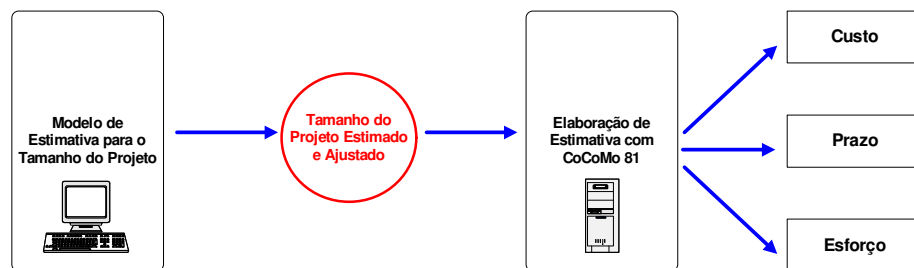 Modelo de
Estimativa para o
Tamanho do Projeto
Tamanho do
Projeto Estimado
e Ajustado
Elaboração de
Estimativa com
CoCoMo 81
Custo
Prazo
Esforço